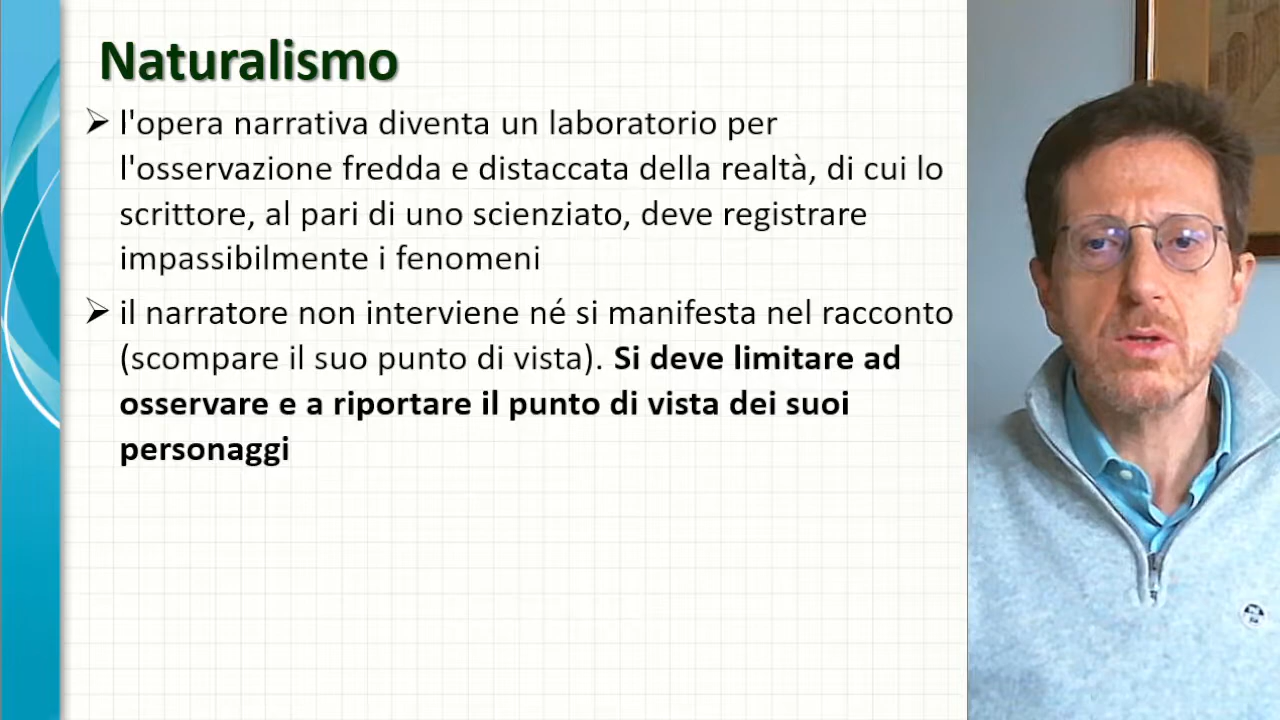 Naturalismo
l'opera narrativa diventa un laboratorio per
l'osservazione fredda e distaccata della realtà, di cui lo
scrittore, al pari di uno scienziato, deve registrare
impassibilmente i fenomeni
il narratore non interviene né si manifesta nel racconto
(scompare il suo punto di vista). Si deve limitare ad
osservare e a riportare il punto di vista dei suoi
personaggi